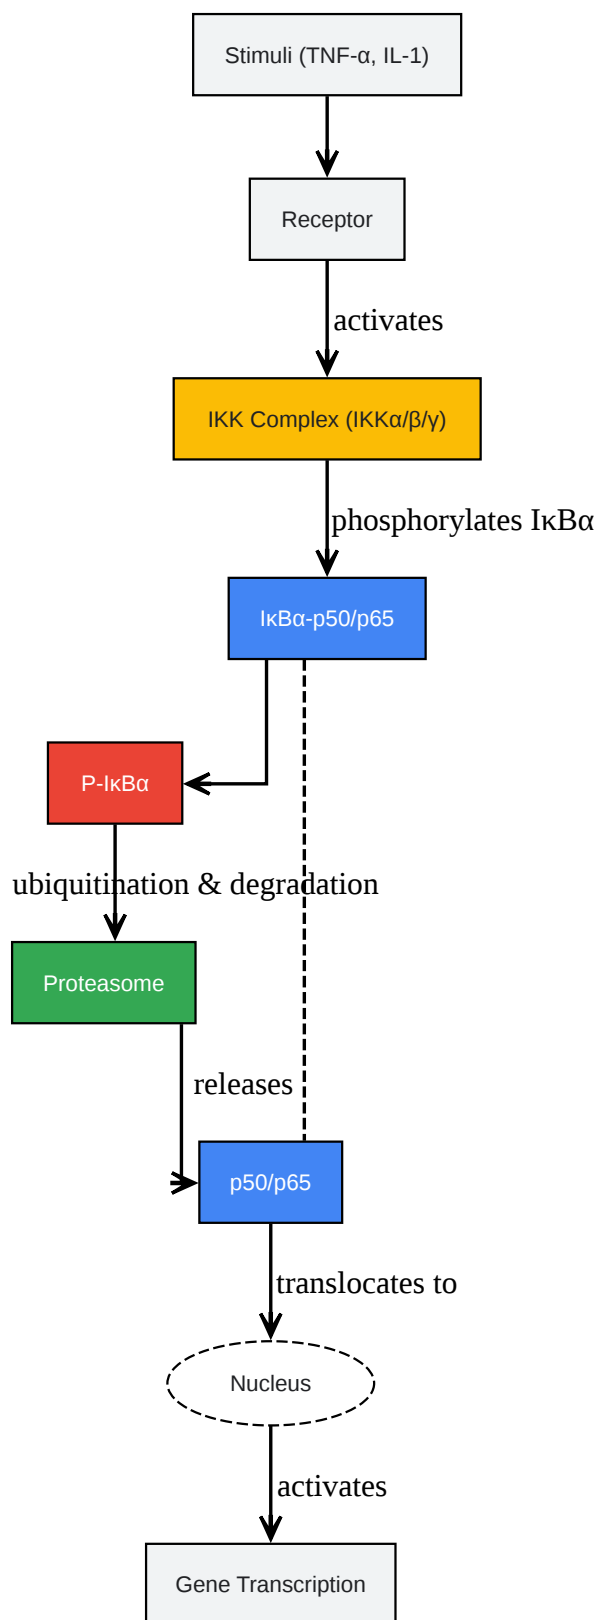 Stimuli (TNF-α, IL-1)
Receptor
activates
IKK Complex (IKKα/β/γ)
phosphorylates IκBα
IκBα-p50/p65
P-IκBα
ubiquitination & degradation
Proteasome
releases
p50/p65
translocates to
Nucleus
activates
Gene Transcription